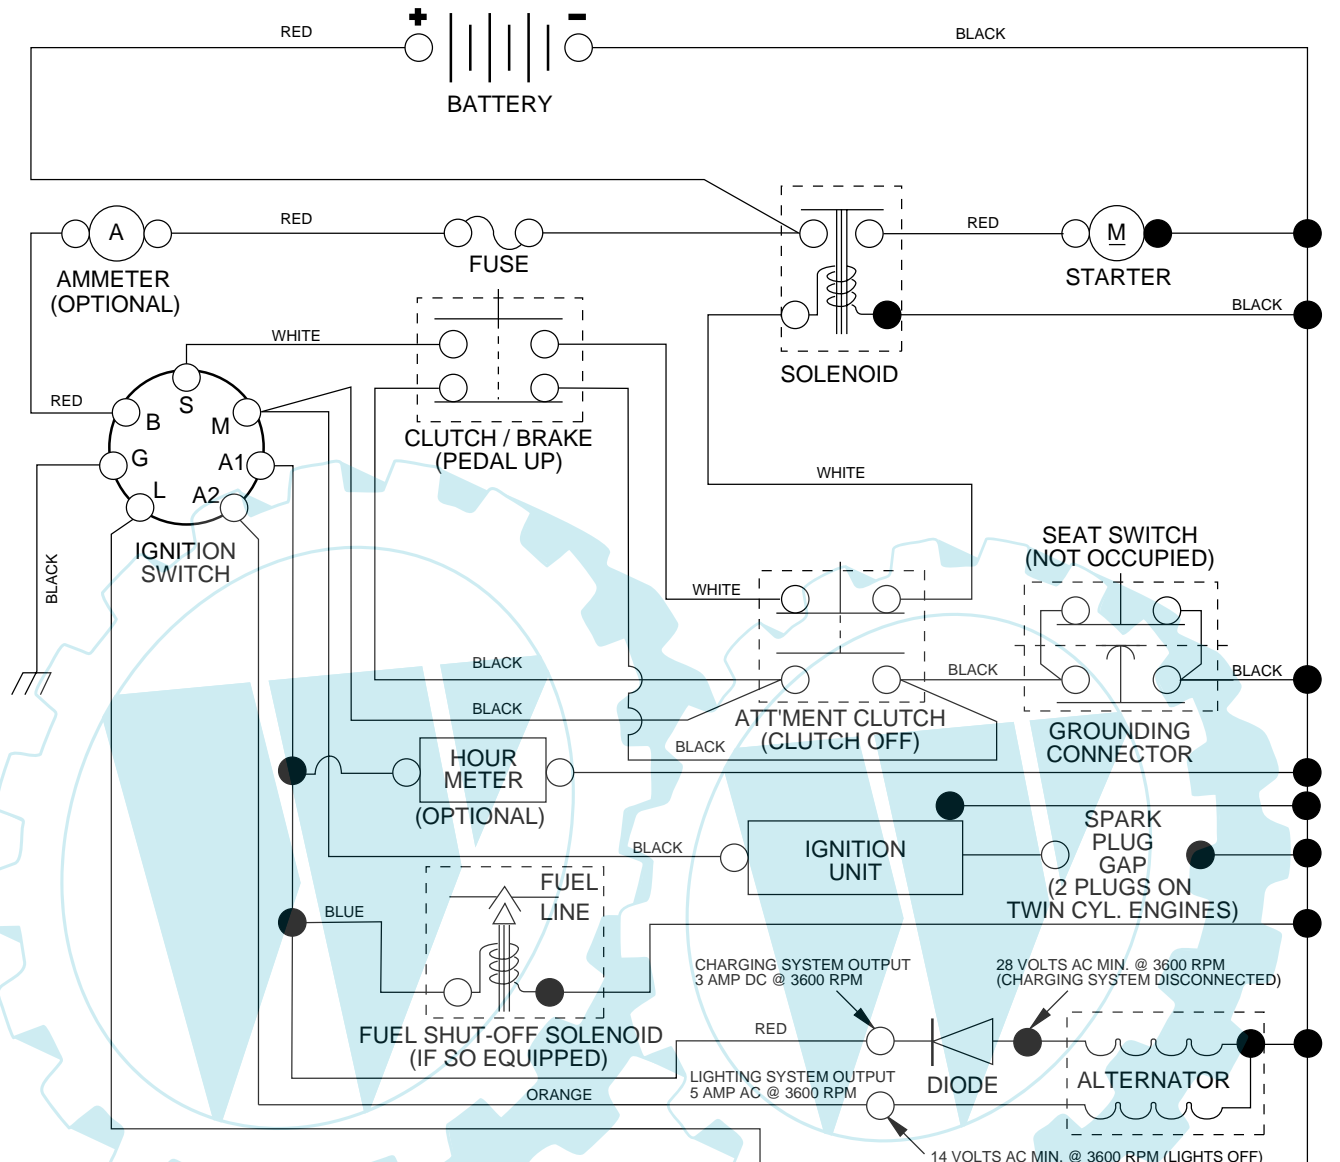 +
−
RED
BLACK
BATTERY
A
RED
RED
M
FUSE
AMMETER
(OPTIONAL)
STARTER
BLACK
WHITE
SOLENOID
RED
S
B
M
G
A1
L
A2
CLUTCH / BRAKE
(PEDAL UP)
WHITE
IGNITION
SWITCH
BLACK
SEAT SWITCH
(NOT OCCUPIED)
WHITE
BLACK
BLACK
BLACK
BLACK
ATT'MENT CLUTCH
(CLUTCH OFF)
BLACK
GROUNDING
CONNECTOR
HOUR
METER
(OPTIONAL)
BLACK
IGNITION
UNIT
SPARK
PLUG
GAP
(2 PLUGS ON
TWIN CYL. ENGINES)
FUEL
LINE
BLUE
CHARGING SYSTEM OUTPUT
3 AMP DC @ 3600 RPM
28 VOLTS AC MIN. @ 3600 RPM
(CHARGING SYSTEM DISCONNECTED)
FUEL SHUT-OFF SOLENOID
(IF SO EQUIPPED)
RED
LIGHTING SYSTEM OUTPUT
5 AMP AC @ 3600 RPM
DIODE
ALTERNATOR
ORANGE
14 VOLTS AC MIN. @ 3600 RPM (LIGHTS OFF)